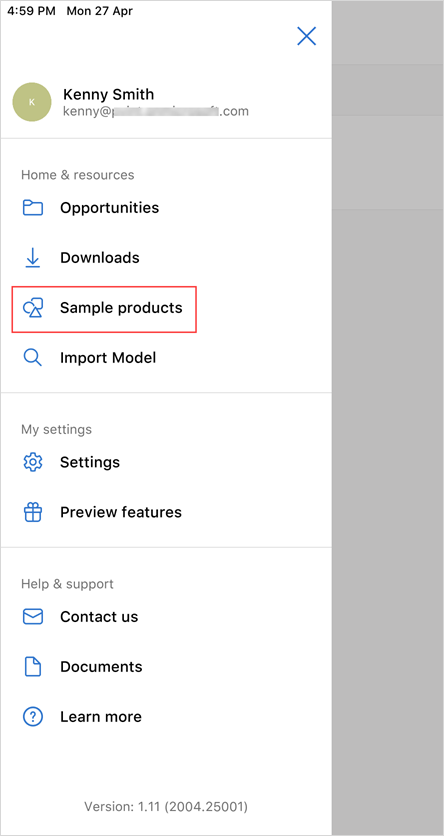 4:59 PM Mon 27 Apr
K
Kenny Smith
kenny@ .com
Home & resources
Opportunities
Downloads
Sample products
Import Model
My settings
Settings
Preview features
Help & support
Contact us
Documents
Learn more
Version: 1.11 (2004.25001)